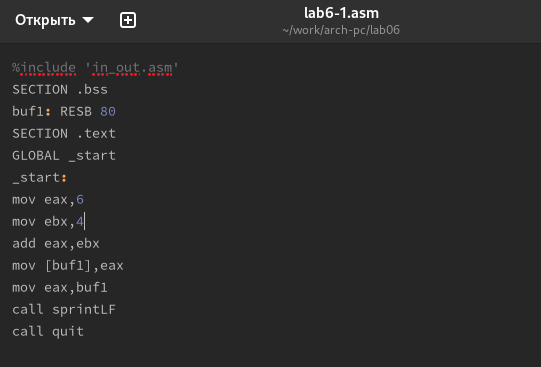 Открыть
lab6-1.asm
~/work/arch-pc/lab06
%include 'in_out.asm'
SECTION .bss
buf1: RESB 80
SECTION .text
GLOBAL _start
_start:
mov eax,6
mov ebx,4
add eax,ebx
mov [buf1],eax
mov eax,buf1
call sprintLF
call quit